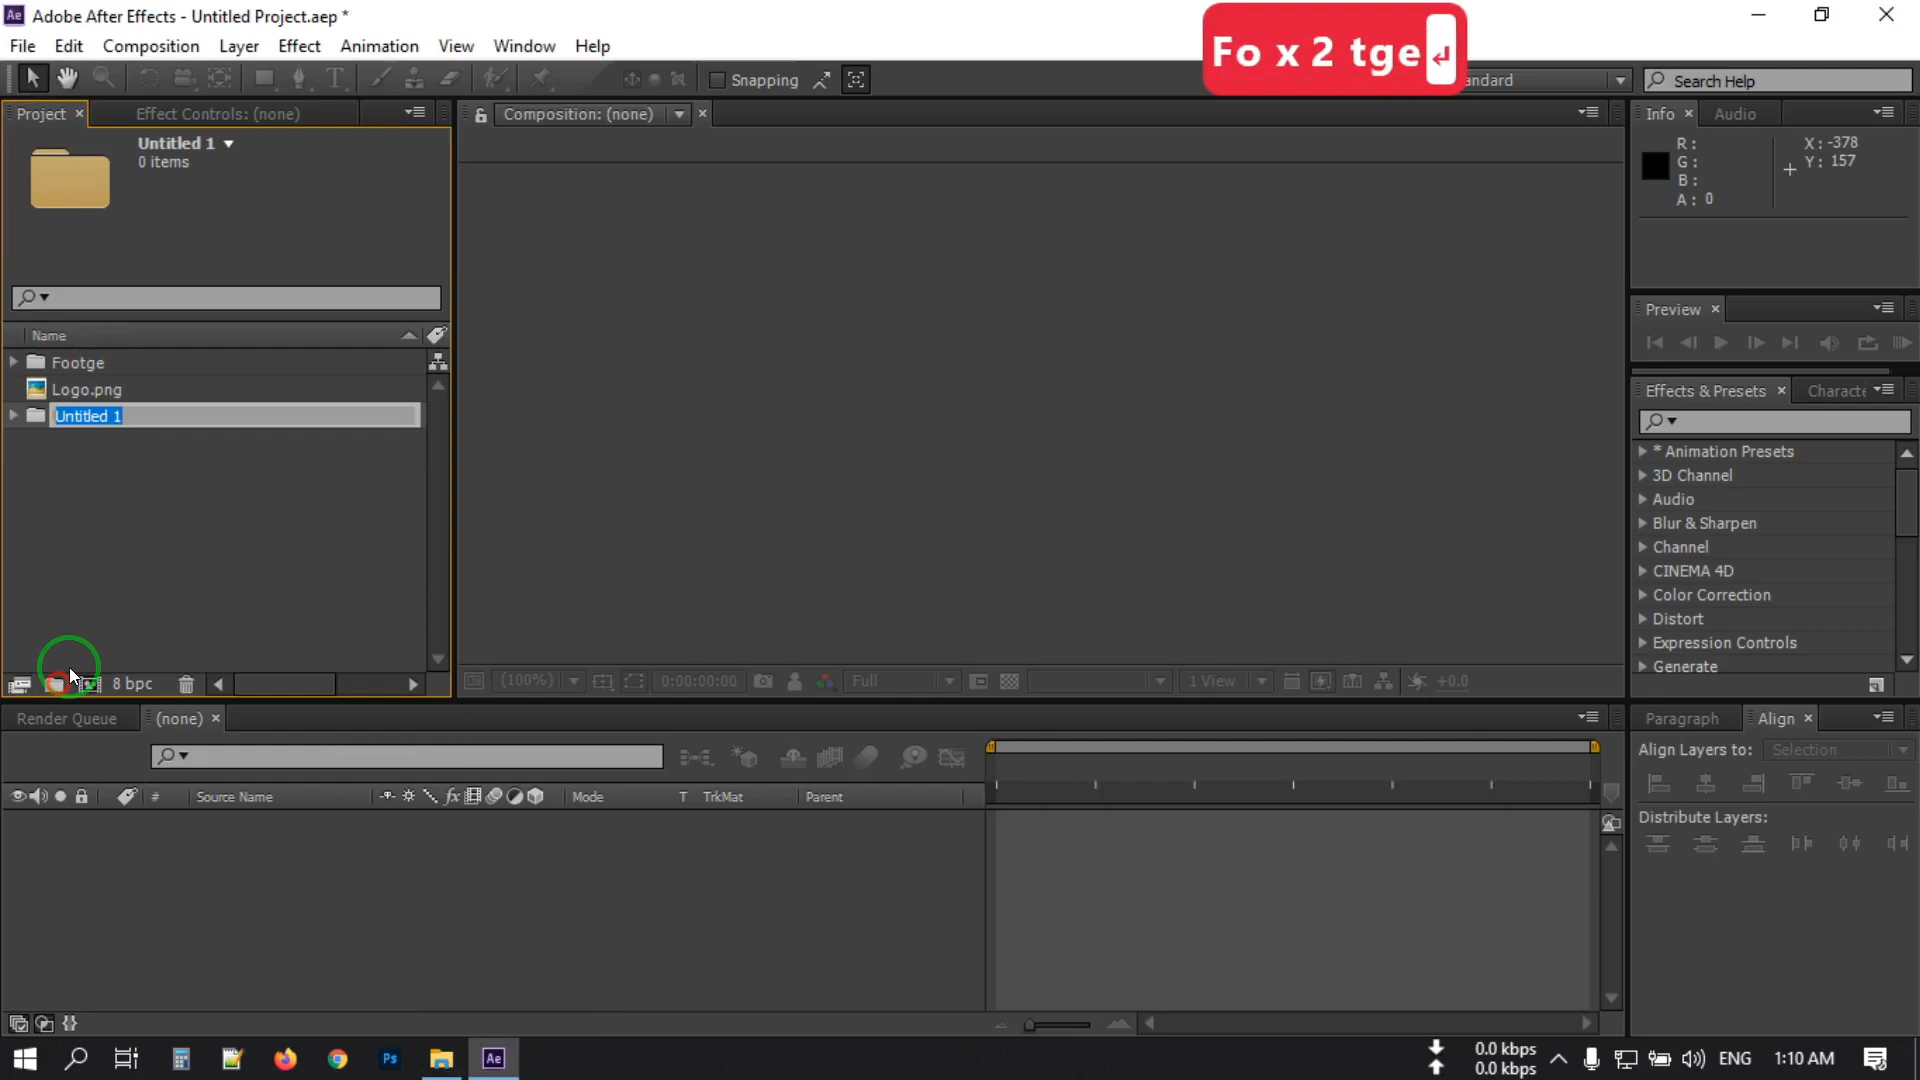 Adobe After Effects - Untitled Project.aep *
File Edit Composition Layer Effect Animation View Window Help
Fo x 2 tge
Snapping
andard
Search Help
Project
Effect Controls: (none)
Composition: (none)
Info
Audio
Untitled 1
0 items
R:
G:
B:
A: 0
X: -378
Y: 157
Name
Footge
Logo.png
Untitled 1
Preview
Effects & Presets
Characte
* Animation Presets
3D Channel
Audio
Blur & Sharpen
Channel
CINEMA 4D
Color Correction
Distort
Expression Controls
Generate
8 bpc
(100%)
0:00:00:00
Full
1 View
+0.0
Render Queue
(none)
Paragraph
Align
Align Layers to: Selection
Distribute Layers:
# Source Name fx Mode T TrkMat Parent
Ps
Ae
0.0 kbps
0.0 kbps
ENG
1:10 AM